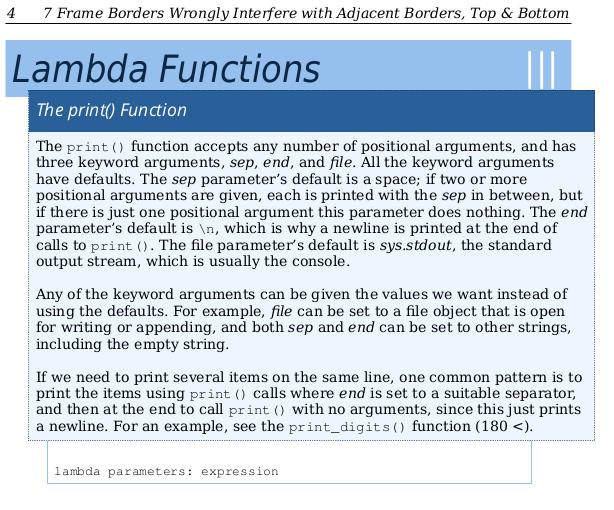 4 7 Frame Borders Wrongly Interfere with Adjacent Borders, Top & Bottom
Lambda Functions
The print() Function
The print() function accepts any number of positional arguments, and has
three keyword arguments, sep, end, and file. All the keyword arguments
have defaults. The sep parameter’s default is a space; if two or more
positional arguments are given, each is printed with the sep in between, but
if there is just one positional argument this parameter does nothing. The end
parameter’s default is \n, which is why a newline is printed at the end of
calls to print(). The file parameter’s default is sys.stdout, the standard
output stream, which is usually the console.
Any of the keyword arguments can be given the values we want instead of
using the defaults. For example, file can be set to a file object that is open
for writing or appending, and both sep and end can be set to other strings,
including the empty string.
If we need to print several items on the same line, one common pattern is to
print the items using print() calls where end is set to a suitable separator,
and then at the end to call print() with no arguments, since this just prints
a newline. For an example, see the print_digits() function (180 <).
lambda parameters: expression